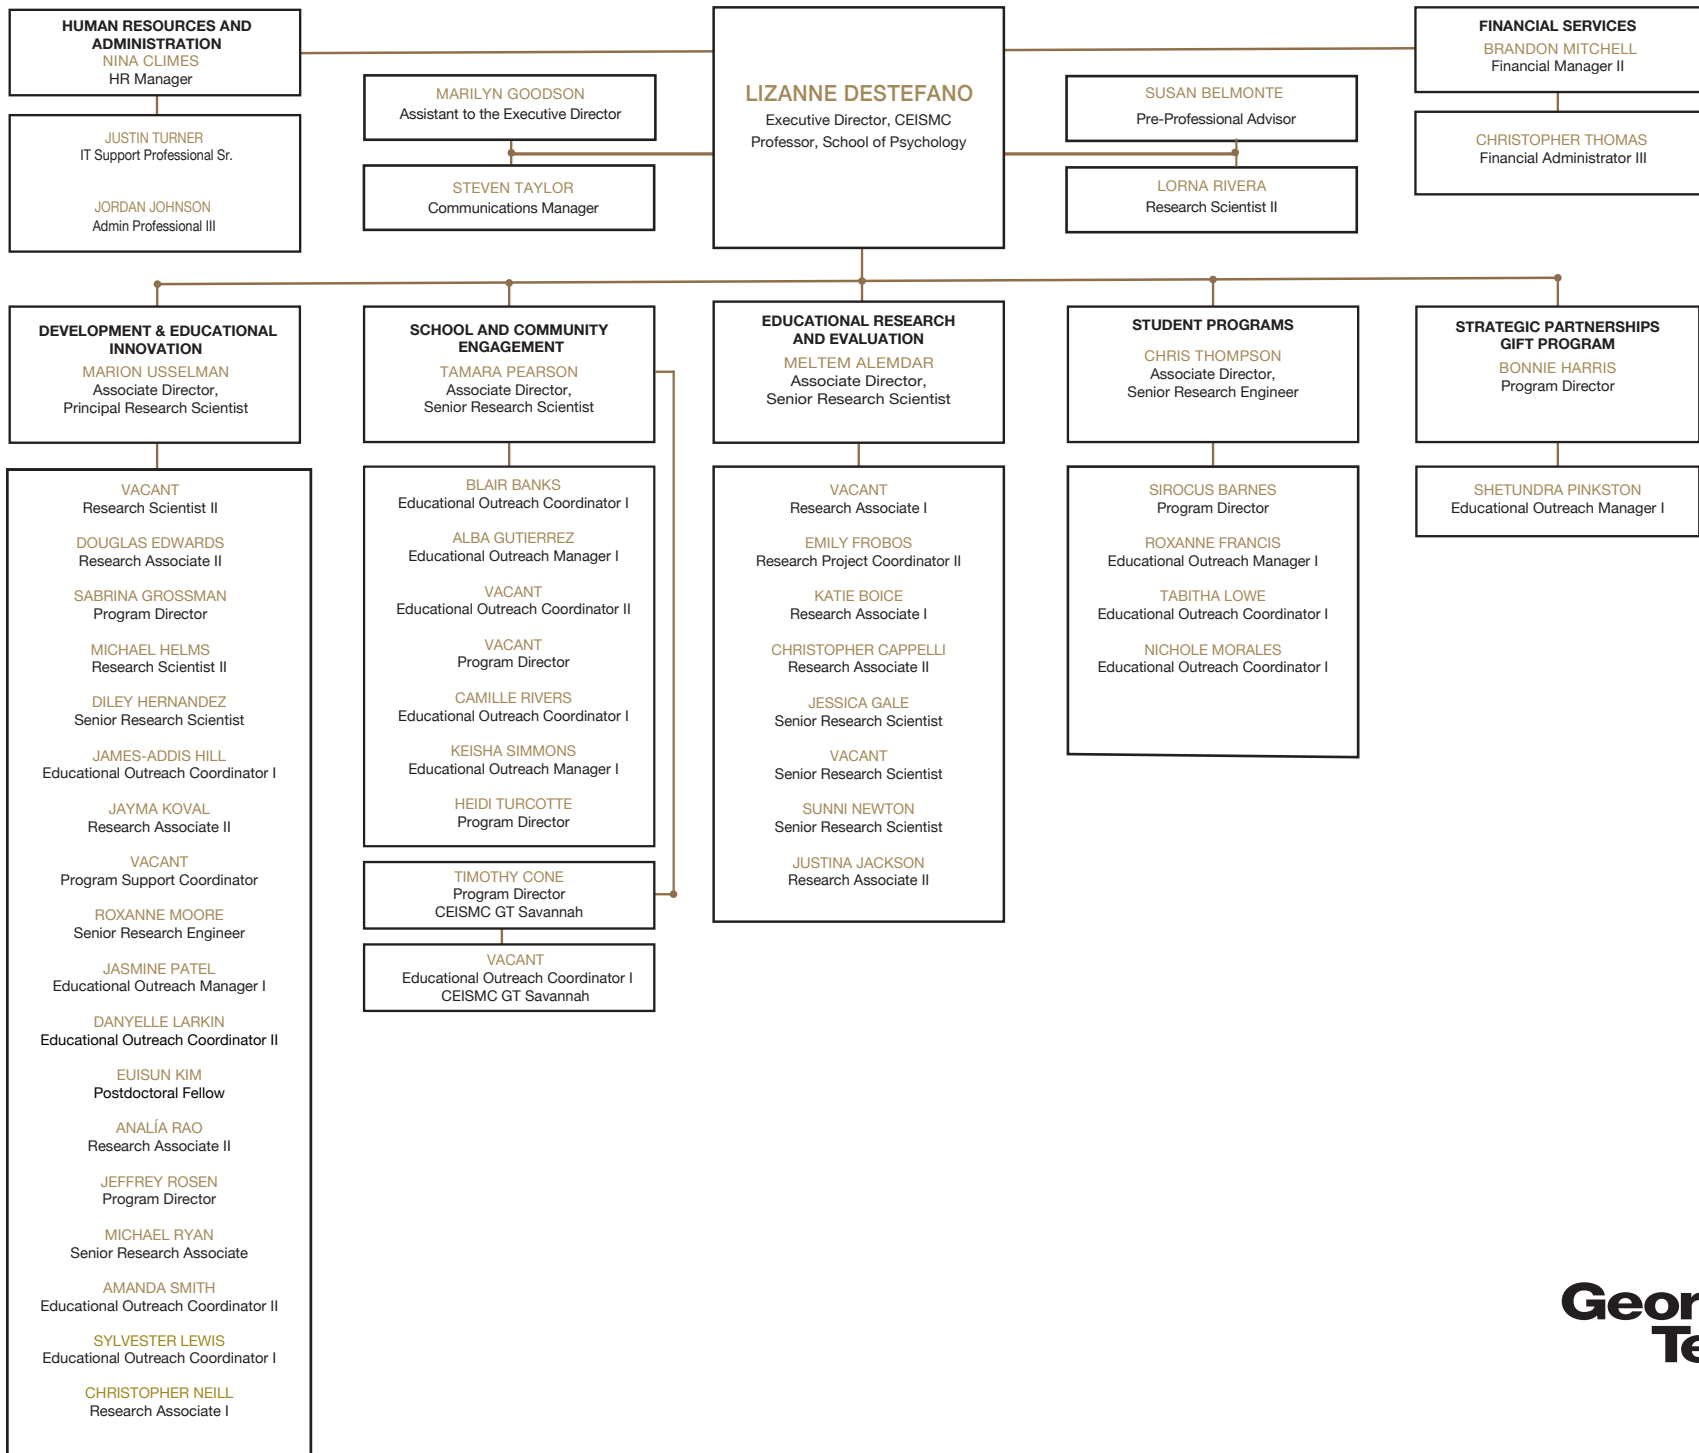 HUMAN RESOURCES AND
ADMINISTRATION
NINA CLIMES
HR Manager
JUSTIN TURNER
IT Support Professional Sr.
JORDAN JOHNSON
Admin Professional III
MARILYN GOODSON
Assistant to the Executive Director
STEVEN TAYLOR
Communications Manager
LIZANNE DESTEFANO
Executive Director, CEISMC
Professor, School of Psychology
SUSAN BELMONTE
Pre-Professional Advisor
LORNA RIVERA
Research Scientist II
FINANCIAL SERVICES
BRANDON MITCHELL
Financial Manager II
CHRISTOPHER THOMAS
Financial Administrator III
DEVELOPMENT & EDUCATIONAL
INNOVATION
MARION USSELMAN
Associate Director,
Principal Research Scientist
VACANT
Research Scientist II
DOUGLAS EDWARDS
Research Associate II
SABRINA GROSSMAN
Program Director
MICHAEL HELMS
Research Scientist II
DILEY HERNANDEZ
Senior Research Scientist
JAMES-ADDIS HILL
Educational Outreach Coordinator I
JAYMA KOVAL
Research Associate II
VACANT
Program Support Coordinator
ROXANNE MOORE
Senior Research Engineer
JASMINE PATEL
Educational Outreach Manager I
DANYELLE LARKIN
Educational Outreach Coordinator II
EUISUN KIM
Postdoctoral Fellow
ANALÍA RAO
Research Associate II
JEFFREY ROSEN
Program Director
MICHAEL RYAN
Senior Research Associate
AMANDA SMITH
Educational Outreach Coordinator II
SYLVESTER LEWIS
Educational Outreach Coordinator I
CHRISTOPHER NEILL
Research Associate I
SCHOOL AND COMMUNITY
ENGAGEMENT
TAMARA PEARSON
Associate Director,
Senior Research Scientist
BLAIR BANKS
Educational Outreach Coordinator I
ALBA GUTIERREZ
Educational Outreach Manager I
VACANT
Educational Outreach Coordinator II
VACANT
Program Director
CAMILLE RIVERS
Educational Outreach Coordinator I
KEISHA SIMMONS
Educational Outreach Manager I
HEIDI TURCOTTE
Program Director
TIMOTHY CONE
Program Director
CEISMC GT Savannah
VACANT
Educational Outreach Coordinator I
CEISMC GT Savannah
EDUCATIONAL RESEARCH
AND EVALUATION
MELTEM ALEMDAR
Associate Director,
Senior Research Scientist
VACANT
Research Associate I
EMILY FROBOS
Research Project Coordinator II
KATIE BOICE
Research Associate I
CHRISTOPHER CAPPELLI
Research Associate II
JESSICA GALE
Senior Research Scientist
VACANT
Senior Research Scientist
SUNNI NEWTON
Senior Research Scientist
JUSTINA JACKSON
Research Associate II
STUDENT PROGRAMS
CHRIS THOMPSON
Associate Director,
Senior Research Engineer
SIROCUS BARNES
Program Director
ROXANNE FRANCIS
Educational Outreach Manager I
TABITHA LOWE
Educational Outreach Coordinator I
NICHOLE MORALES
Educational Outreach Coordinator I
STRATEGIC PARTNERSHIPS
GIFT PROGRAM
BONNIE HARRIS
Program Director
SHETUNDRA PINKSTON
Educational Outreach Manager I